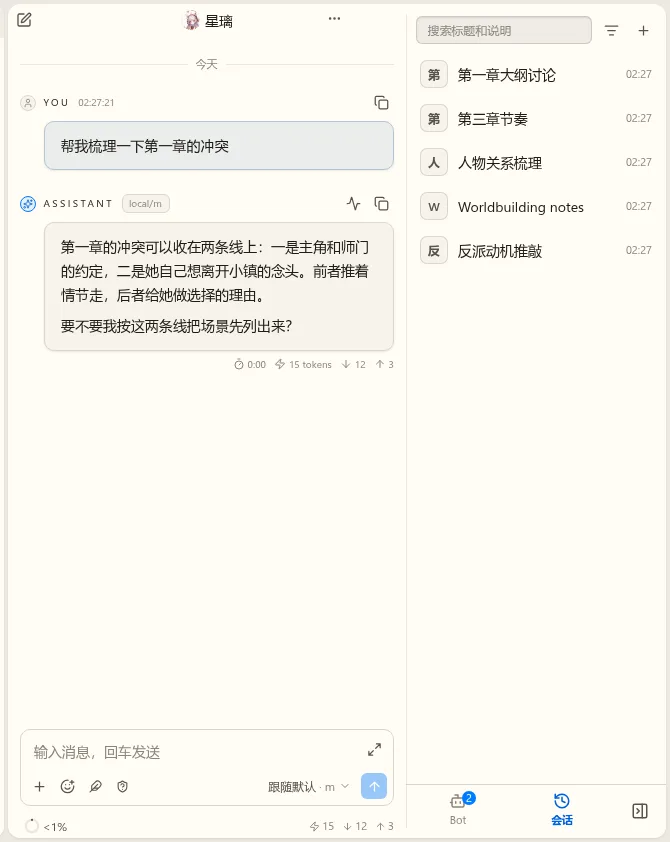 星璃
今天
YOU 02:27:21
帮我梳理一下第一章的冲突
ASSISTANT local/m
第一章的冲突可以收在两条线上：一是主角和师门
的约定，二是她自己想离开小镇的念头。前者推着
情节走，后者给她做选择的理由。
要不要我按这两条线把场景先列出来？
0:00 15 tokens ↓ 12 ↑ 3
输入消息，回车发送
跟随默认 · m
<1%
15 ↓ 12 ↑ 3
搜索标题和说明
第 第一章大纲讨论 02:27
第 第三章节奏 02:27
人 人物关系梳理 02:27
W Worldbuilding notes 02:27
反 反派动机推敲 02:27
2
Bot
会话